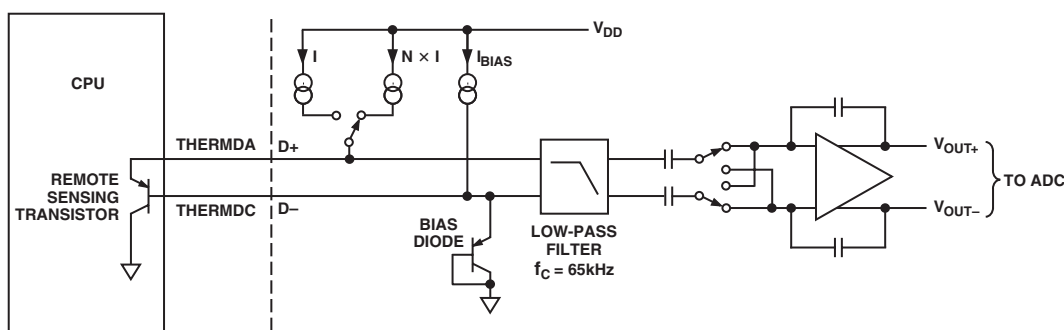 CPU
I
N × I
IBIAS
VDD
THERMDA
D+
REMOTE
SENSING
TRANSISTOR
THERMDC
D–
BIAS
DIODE
LOW-PASS
FILTER
fC = 65kHz
VOUT+
TO ADC
VOUT–